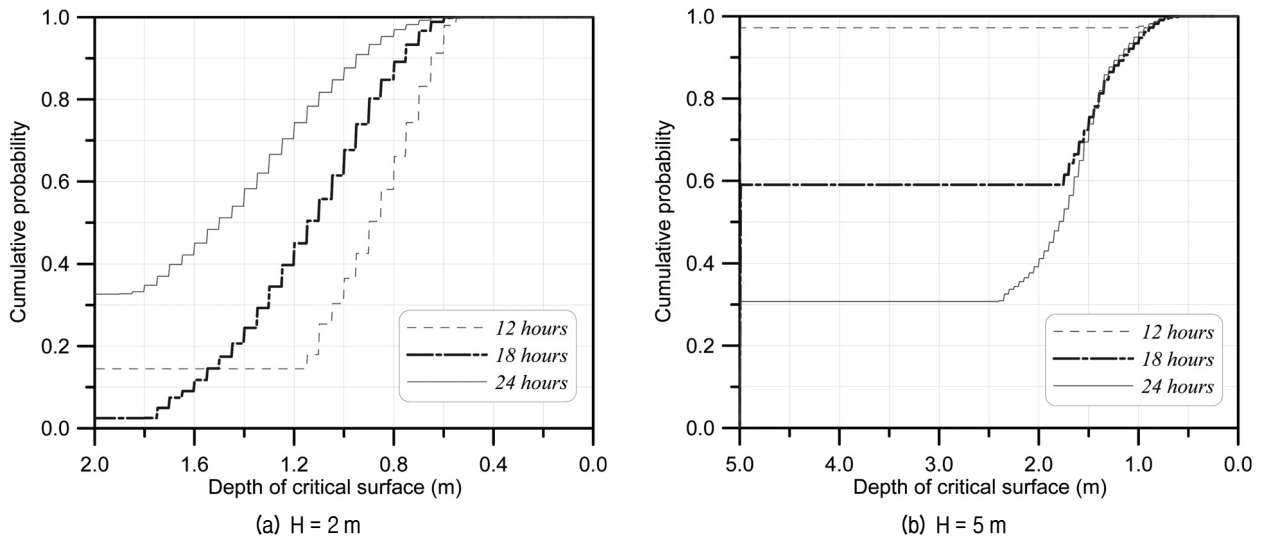 Cumulative probability
1.0
0.8
0.6
0.4
0.2
0.0
12 hours
18 hours
24 hours
2.0 1.6 1.2 0.8 0.4 0.0
Depth of critical surface (m)
(a) H = 2 m
Cumulative probability
1.0
0.8
0.6
0.4
0.2
0.0
12 hours
18 hours
24 hours
5.0 4.0 3.0 2.0 1.0 0.0
Depth of critical surface (m)
(b) H = 5 m